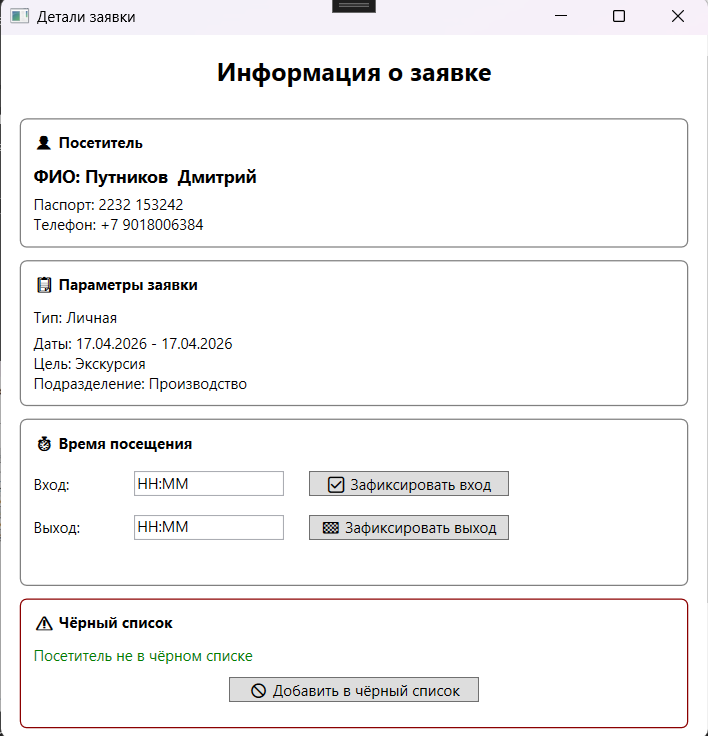 Детали заявки
Информация о заявке
Посетитель
ФИО: Путников  Дмитрий
Паспорт: 2232 153242
Телефон: +7 9018006384
Параметры заявки
Тип: Личная
Даты: 17.04.2026 - 17.04.2026
Цель: Экскурсия
Подразделение: Производство
Время посещения
Вход: HH:MM Зафиксировать вход
Выход: HH:MM Зафиксировать выход
Чёрный список
Посетитель не в чёрном списке
Добавить в чёрный список